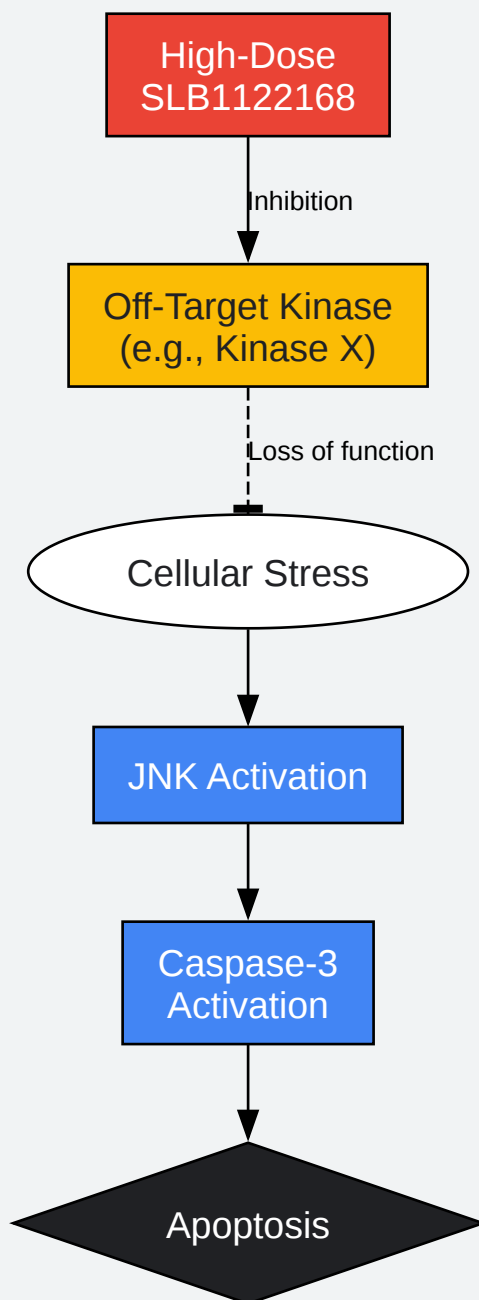 High-Dose
SLB1122168
Inhibition
Off-Target Kinase
(e.g., Kinase X)
Loss of function
Cellular Stress
JNK Activation
Caspase-3
Activation
Apoptosis